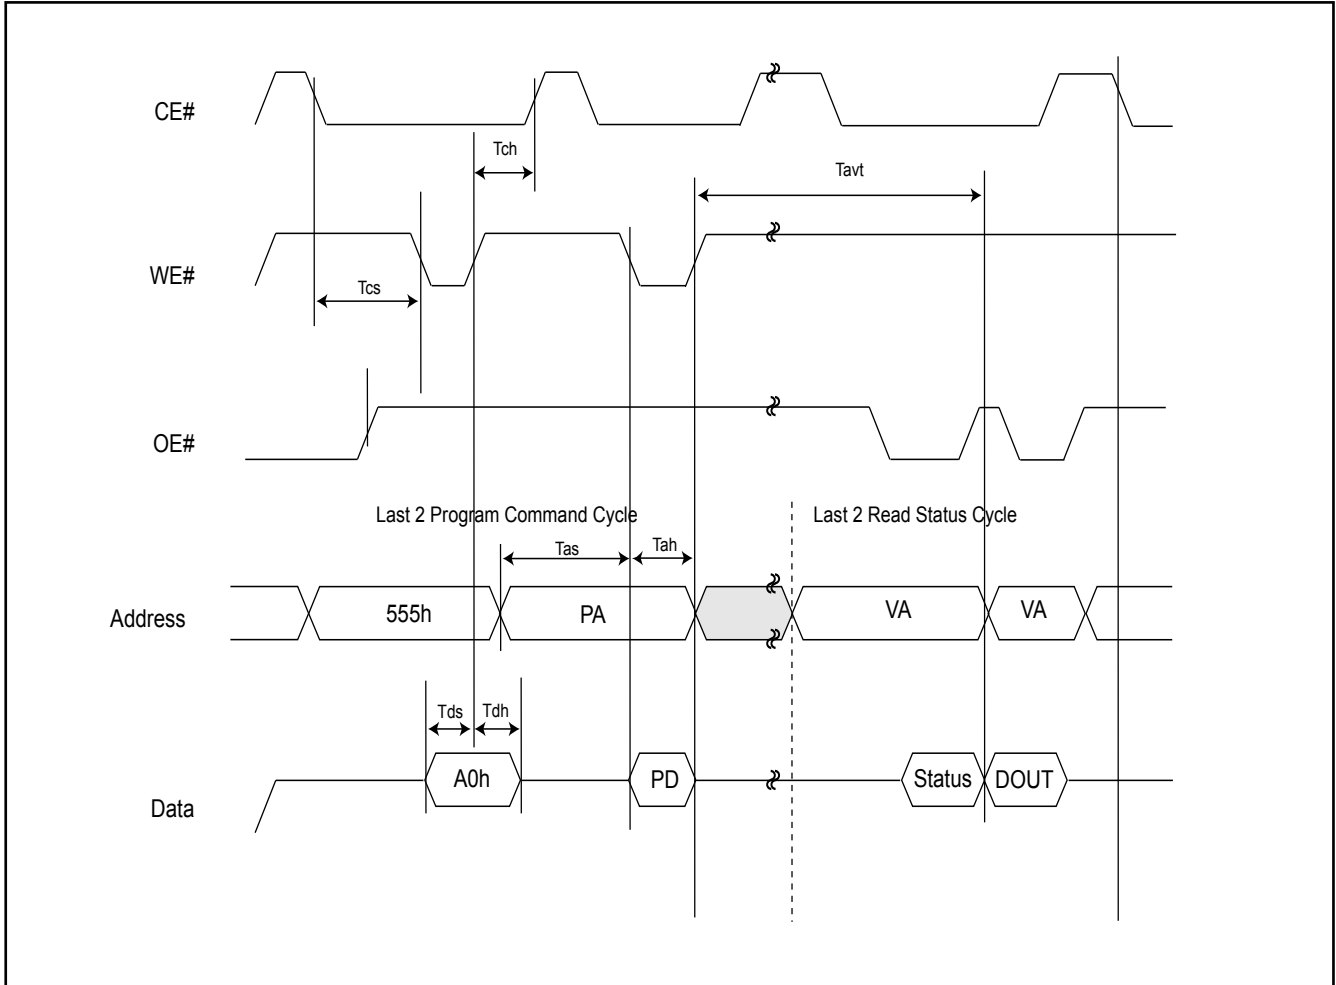 CE#
Tch
Tavt
WE#
Tcs
OE#
Last 2 Program Command Cycle
Last 2 Read Status Cycle
Tas
Tah
Address
555h
PA
VA
VA
Tds
Tdh
Data
A0h
PD
Status
DOUT